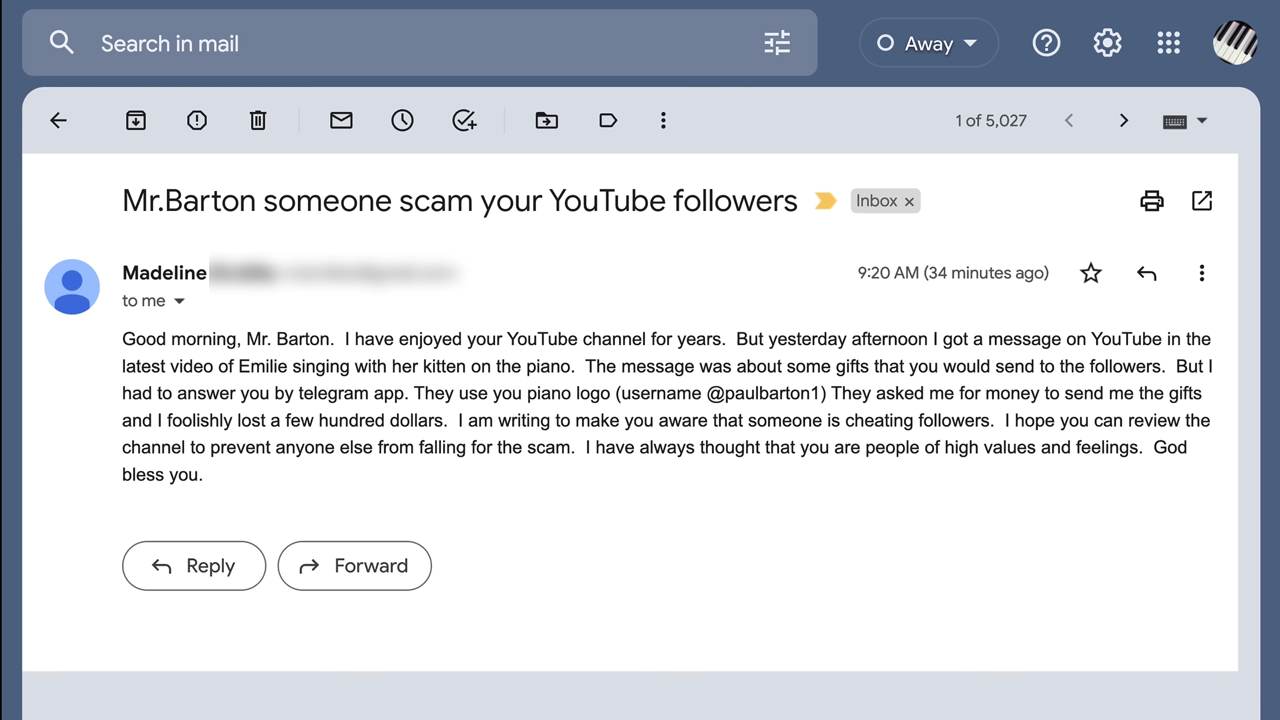 Search in mail
Away
1 of 5,027
Mr.Barton someone scam your YouTube followers
Inbox ×
Madeline
9:20 AM (34 minutes ago)
to me
Good morning, Mr. Barton.  I have enjoyed your YouTube channel for years.  But yesterday afternoon I got a message on YouTube in the
latest video of Emilie singing with her kitten on the piano.  The message was about some gifts that you would send to the followers.  But I
had to answer you by telegram app. They use you piano logo (username @paulbarton1) They asked me for money to send me the gifts
and I foolishly lost a few hundred dollars.  I am writing to make you aware that someone is cheating followers.  I hope you can review the
channel to prevent anyone else from falling for the scam.  I have always thought that you are people of high values and feelings.  God
bless you.
Reply
Forward